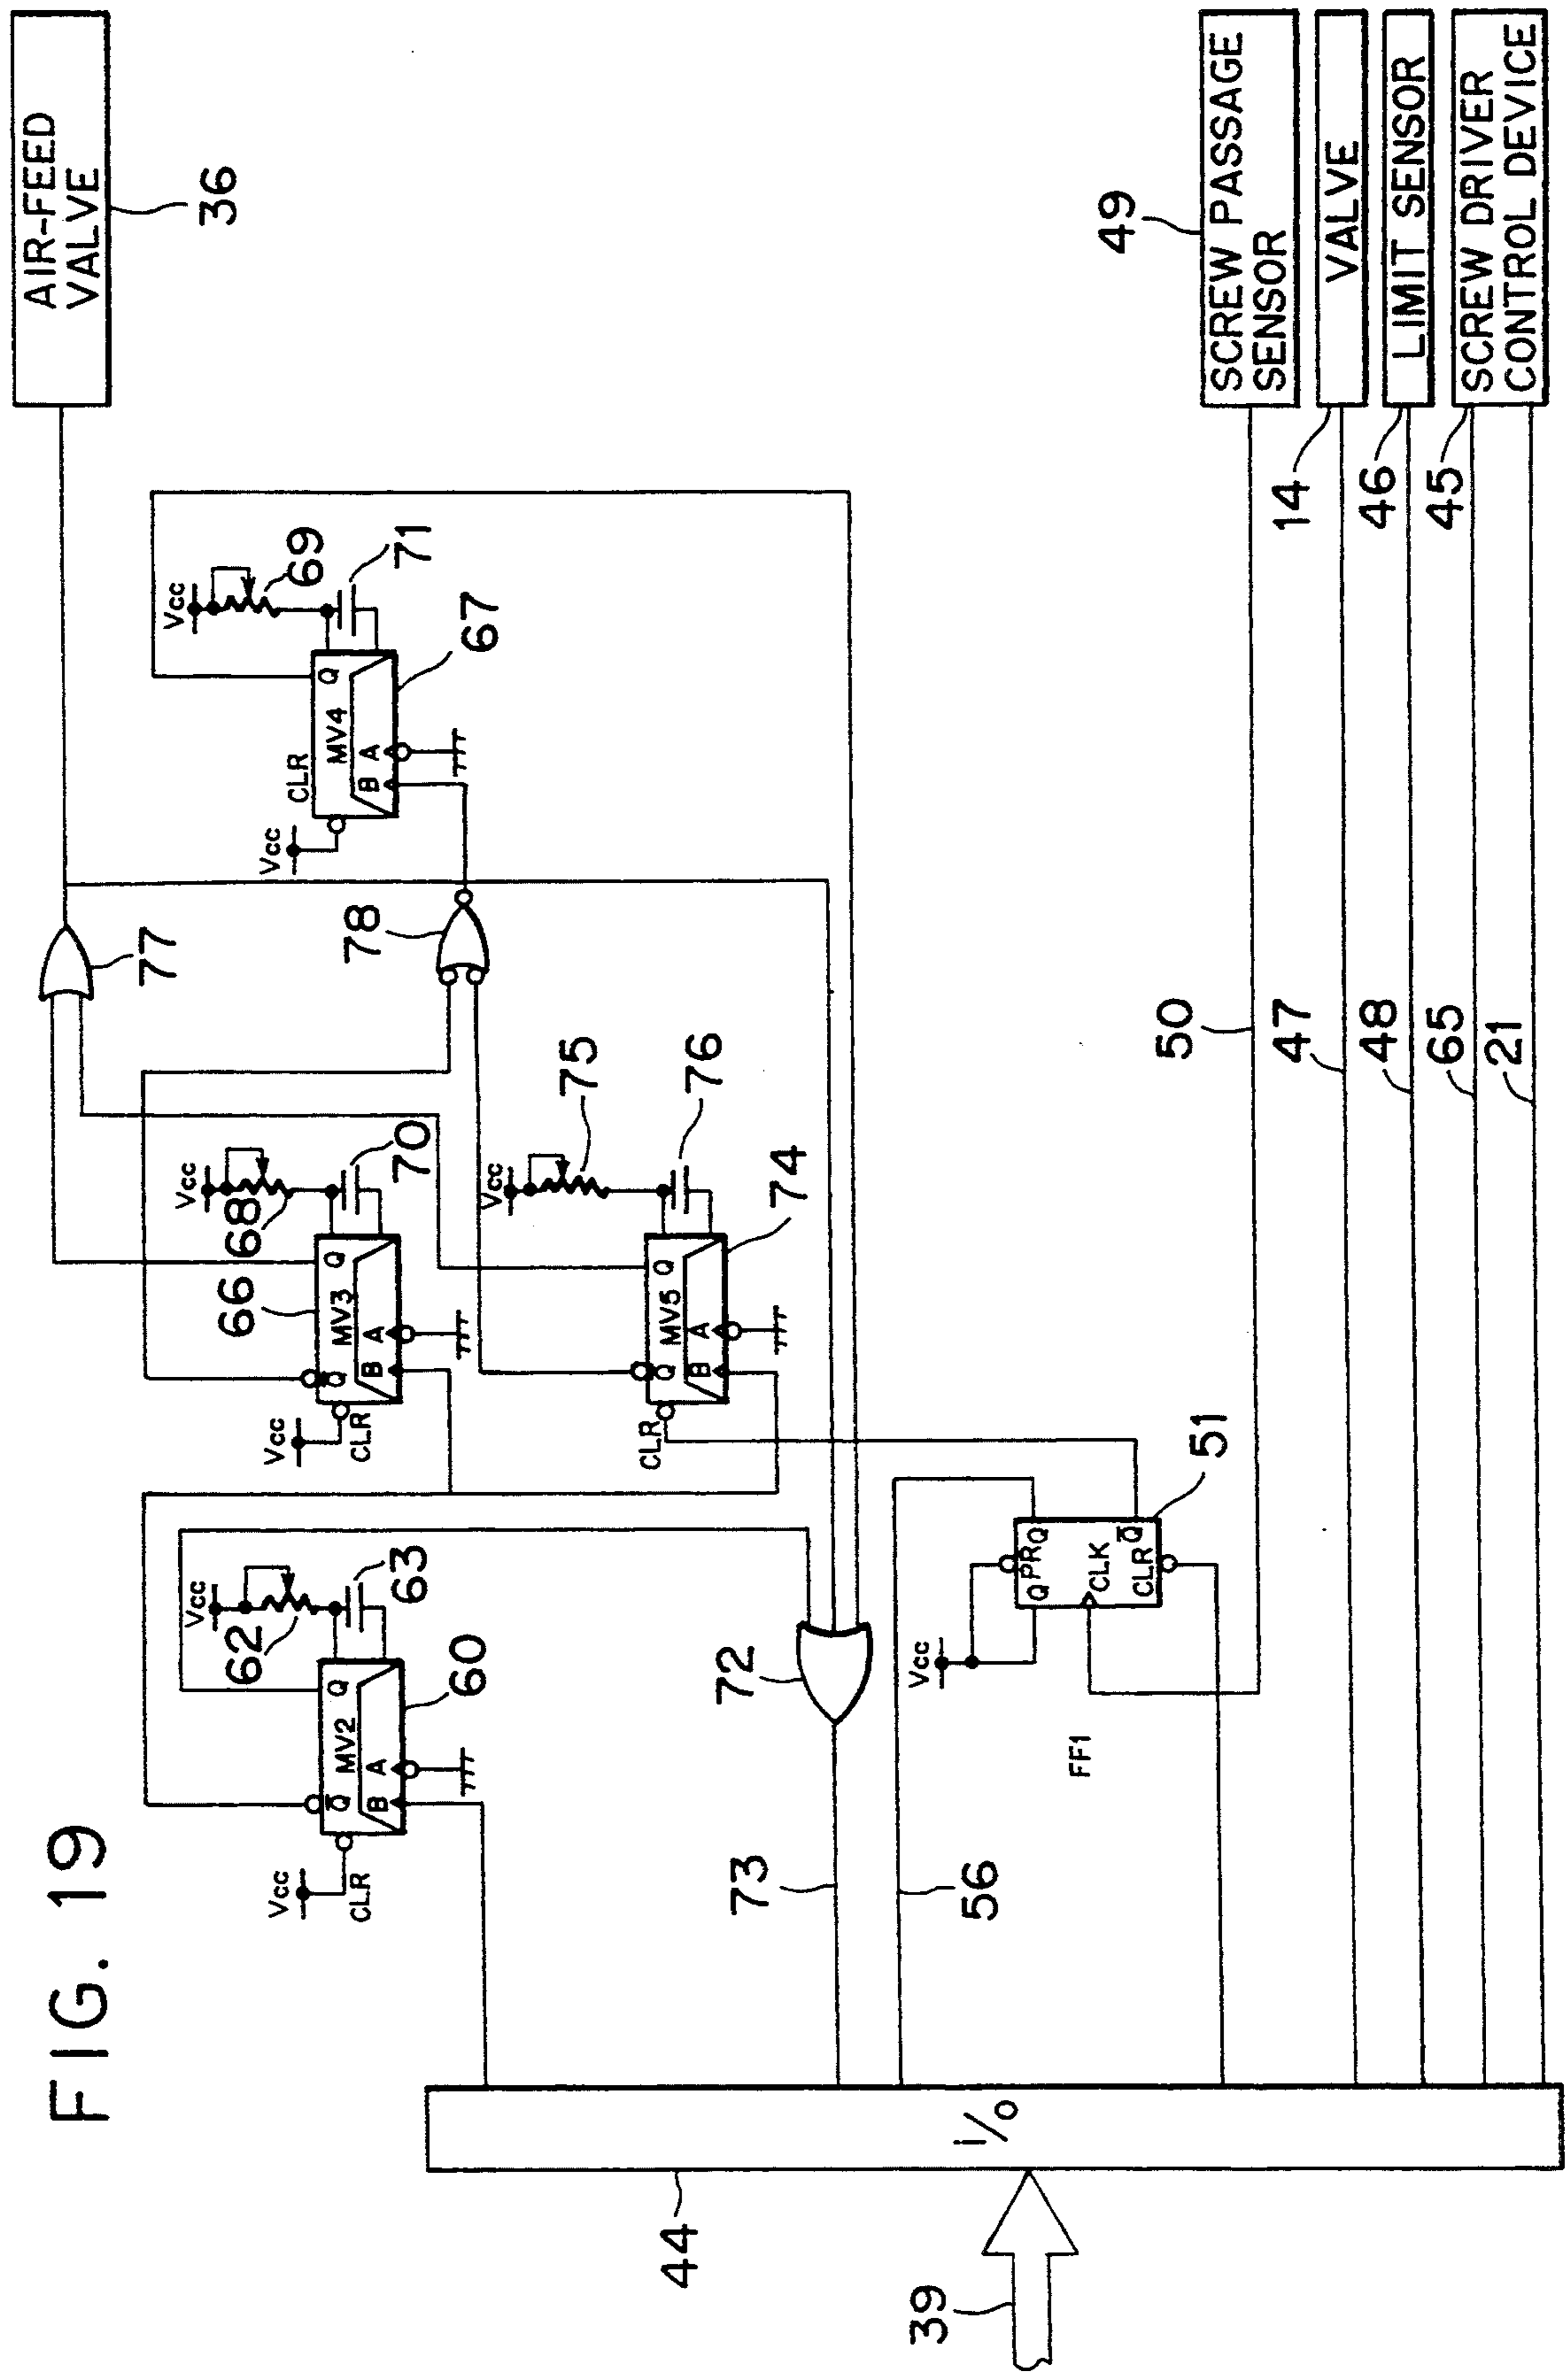 FIG. 19
AIR-FEED
VALVE
36
77
Vcc
69
71
MV4
Q
CLR
A
B
67
Vcc
78
Vcc
68
70
66
Q
MV3
Q̅
A
B
Vcc
CLR
Vcc
75
76
Q
MV5
Q̅
A
B
CLR
74
Vcc
62
63
Q
MV2
Q̅
A
B
60
Vcc
CLR
72
73
56
Vcc
PR
Q
Q
CLK
Q̅
CLR
51
FF1
49
SCREW PASSAGE
SENSOR
50
14
VALVE
47
46
LIMIT SENSOR
48
45
SCREW DRIVER
CONTROL DEVICE
65
21
I/O
44
39